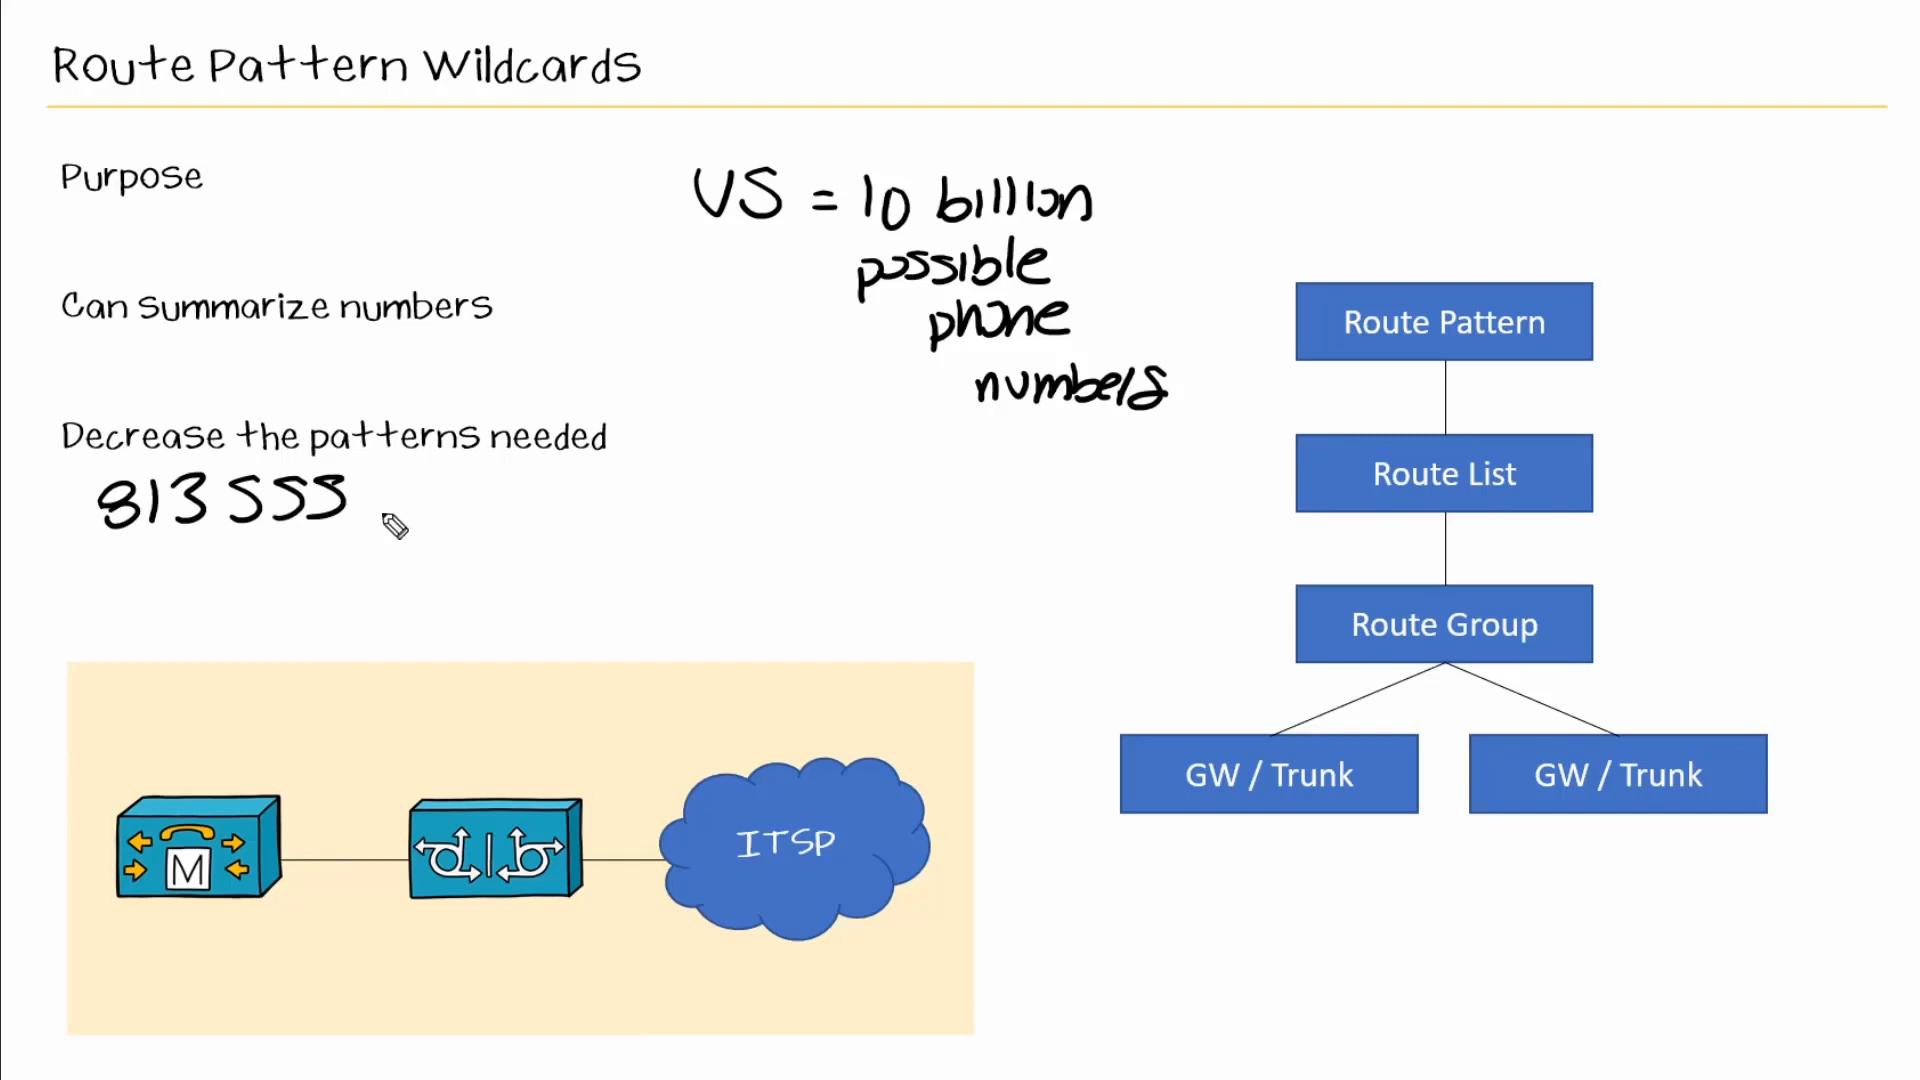 Route Pattern Wildcards
Purpose
Can summarize numbers
Decrease the patterns needed
813 555
US = 10 billion
possible
phone
numbers
Route Pattern
Route List
Route Group
GW / Trunk
GW / Trunk
M
ITSP